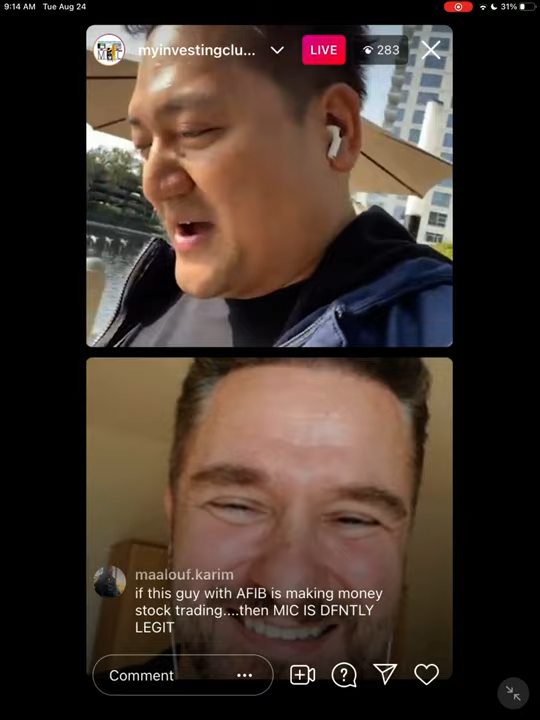 9:14 AM Tue Aug 24
31%
myinvestingclu...
LIVE
283
maalouf.karim
if this guy with AFIB is making money
stock trading....then MIC IS DFNTLY
LEGIT
Comment